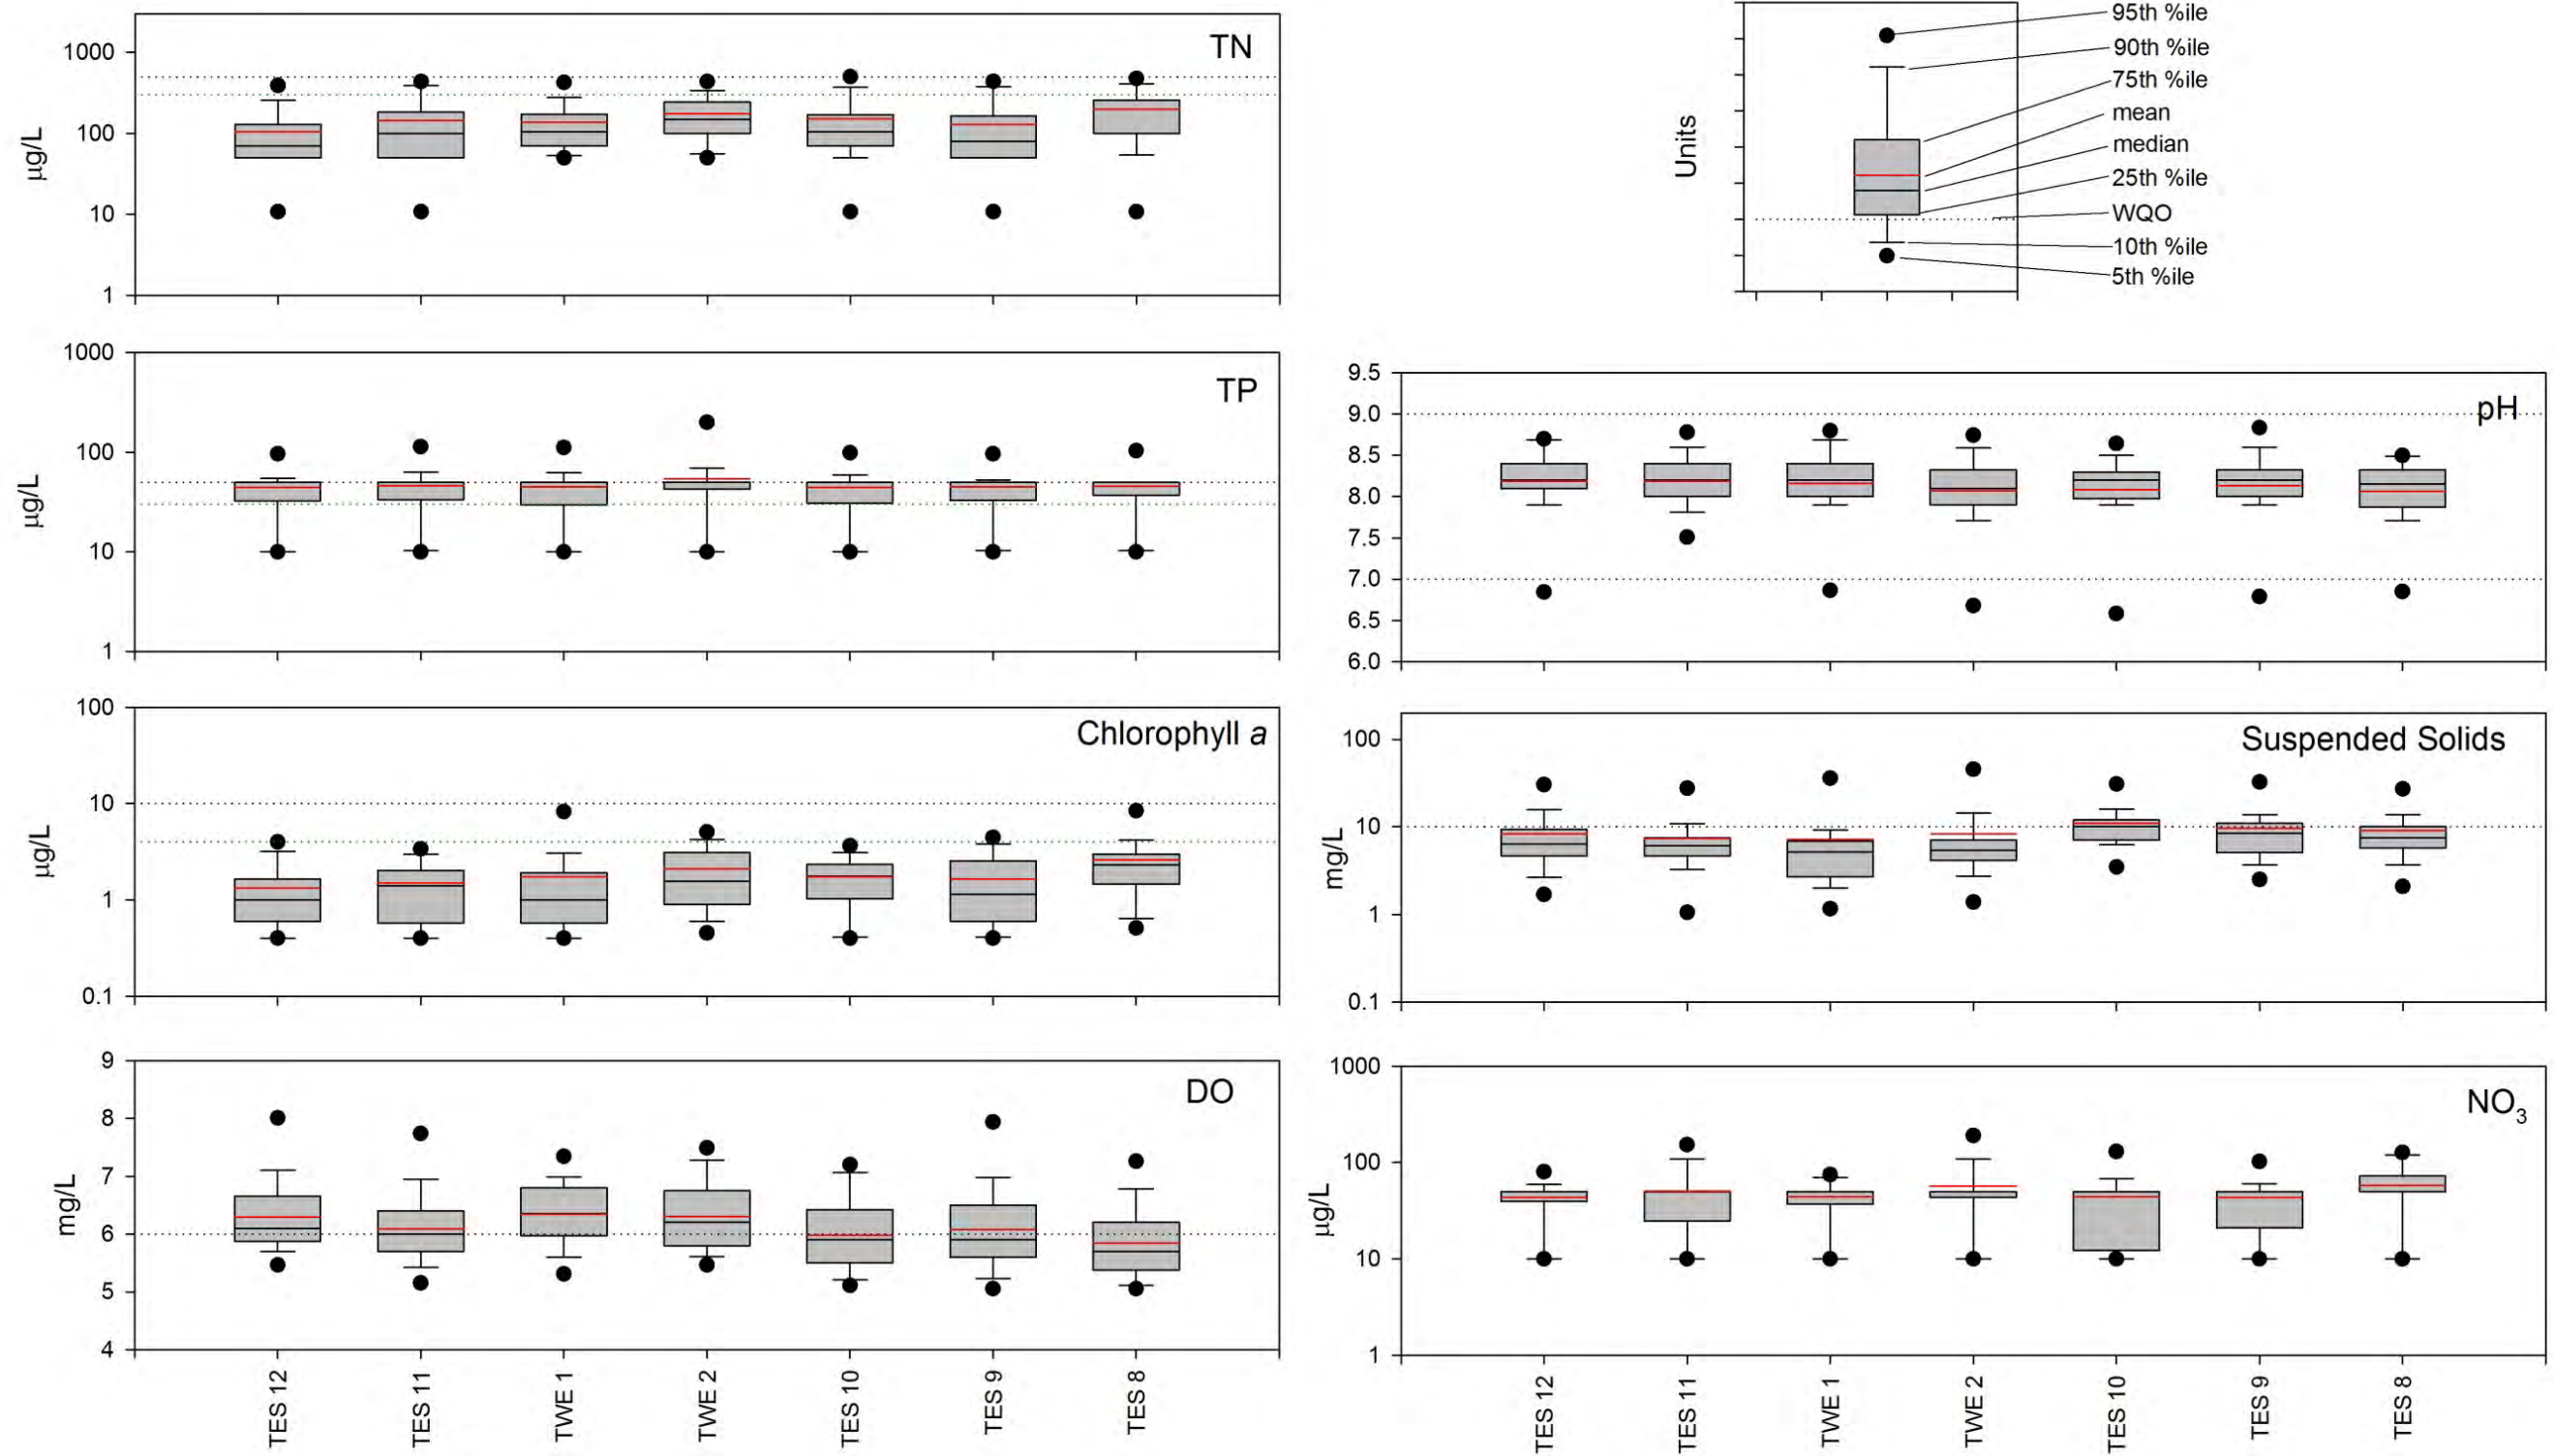 TN
1000
100
10
1
µg/L
95th %ile
90th %ile
75th %ile
mean
median
25th %ile
WQO
10th %ile
5th %ile
Units
TP
1000
100
10
1
µg/L
pH
9.5
9.0
8.5
8.0
7.5
7.0
6.5
6.0
Chlorophyll a
100
10
1
0.1
µg/L
Suspended Solids
100
10
1
0.1
mg/L
DO
9
8
7
6
5
4
mg/L
TES 12
TES 11
TWE 1
TWE 2
TES 10
TES 9
TES 8
NO3
1000
100
10
1
µg/L
TES 12
TES 11
TWE 1
TWE 2
TES 10
TES 9
TES 8